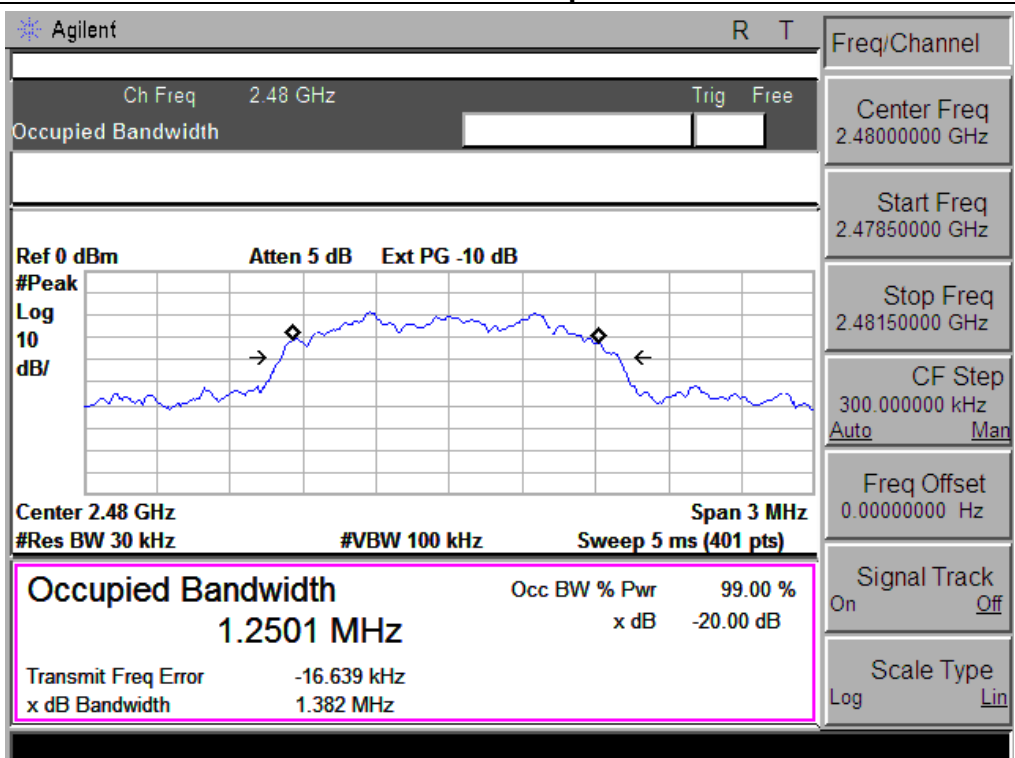 Agilent R T
Ch Freq 2.48 GHz Trig Free
Occupied Bandwidth
Ref 0 dBm Atten 5 dB Ext PG -10 dB
#Peak
Log
10
dB/
Center 2.48 GHz Span 3 MHz
#Res BW 30 kHz #VBW 100 kHz Sweep 5 ms (401 pts)
Occupied Bandwidth Occ BW % Pwr 99.00 %
1.2501 MHz x dB -20.00 dB
Transmit Freq Error -16.639 kHz
x dB Bandwidth 1.382 MHz
Freq/Channel
Center Freq
2.48000000 GHz
Start Freq
2.47850000 GHz
Stop Freq
2.48150000 GHz
CF Step
300.000000 kHz
Auto Man
Freq Offset
0.00000000 Hz
Signal Track
On Off
Scale Type
Log Lin